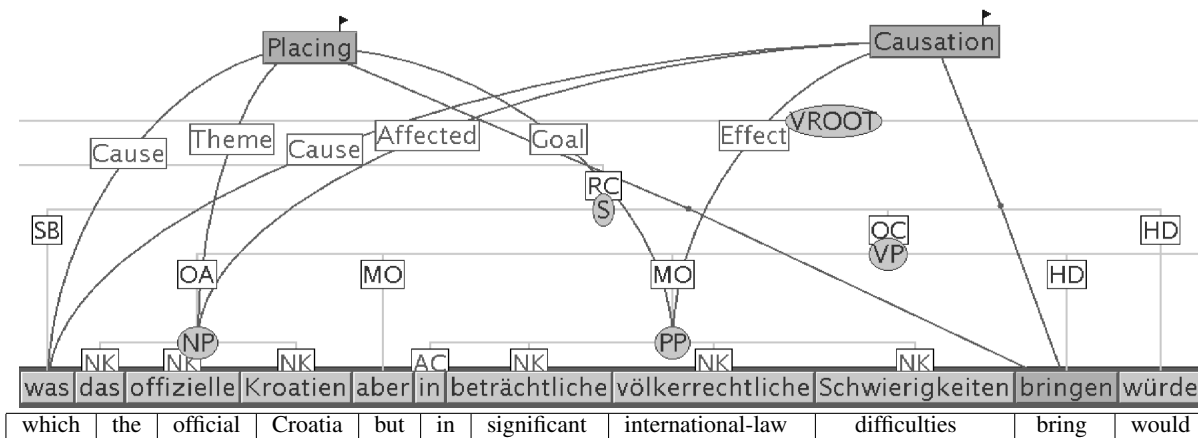 Placing Causation
VROOT
Cause Theme Cause Affected Goal Effect
RC
S
SB OC HD
VP
OA MO MO HD
NP PP
NK NK NK AC NK NK NK
was das offizielle Kroatien aber in beträchtliche völkerrechtliche Schwierigkeiten bringen würde
which the official Croatia but in significant international-law difficulties bring would